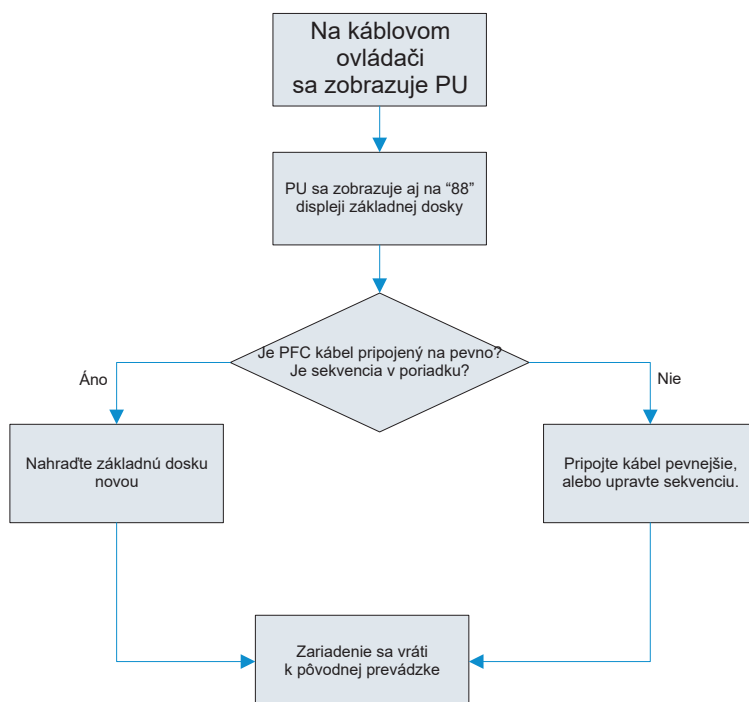 Na káblovom
ovládači
sa zobrazuje PU
PU sa zobrazuje aj na “88”
displeji základnej dosky
Je PFC kábel pripojený na pevno?
Je sekvencia v poriadku?
Áno
Nie
Nahraďte základnú dosku
novou
Pripojte kábel pevnejšie,
alebo upravte sekvenciu.
Zariadenie sa vráti
k pôvodnej prevádzke